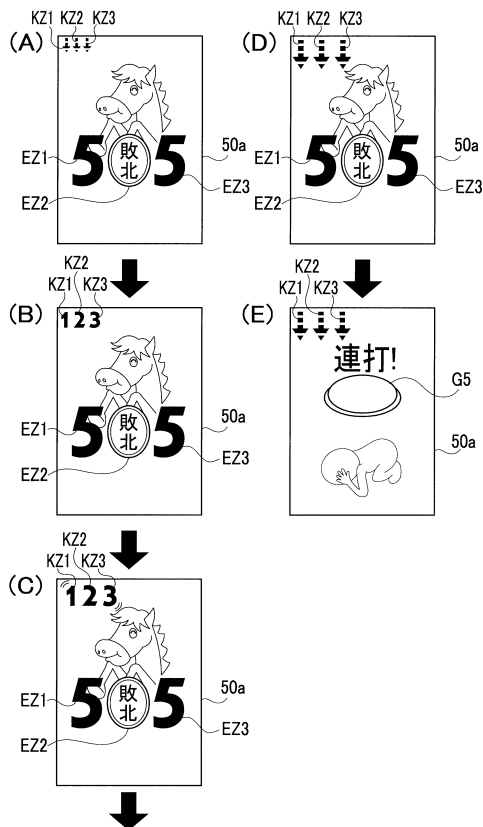 (A)
KZ1 KZ2 KZ3
EZ1
5 敗北 5
50a
EZ2
EZ3
(B)
KZ2
KZ1 KZ3
123
EZ1
5 敗北 5
50a
EZ2
EZ3
(C)
KZ2
KZ1 KZ3
123
EZ1
5 敗北 5
50a
EZ2
EZ3
(D)
KZ1 KZ2 KZ3
EZ1
5 敗北 5
50a
EZ2
EZ3
(E)
KZ2
KZ1 KZ3
連打!
G5
50a